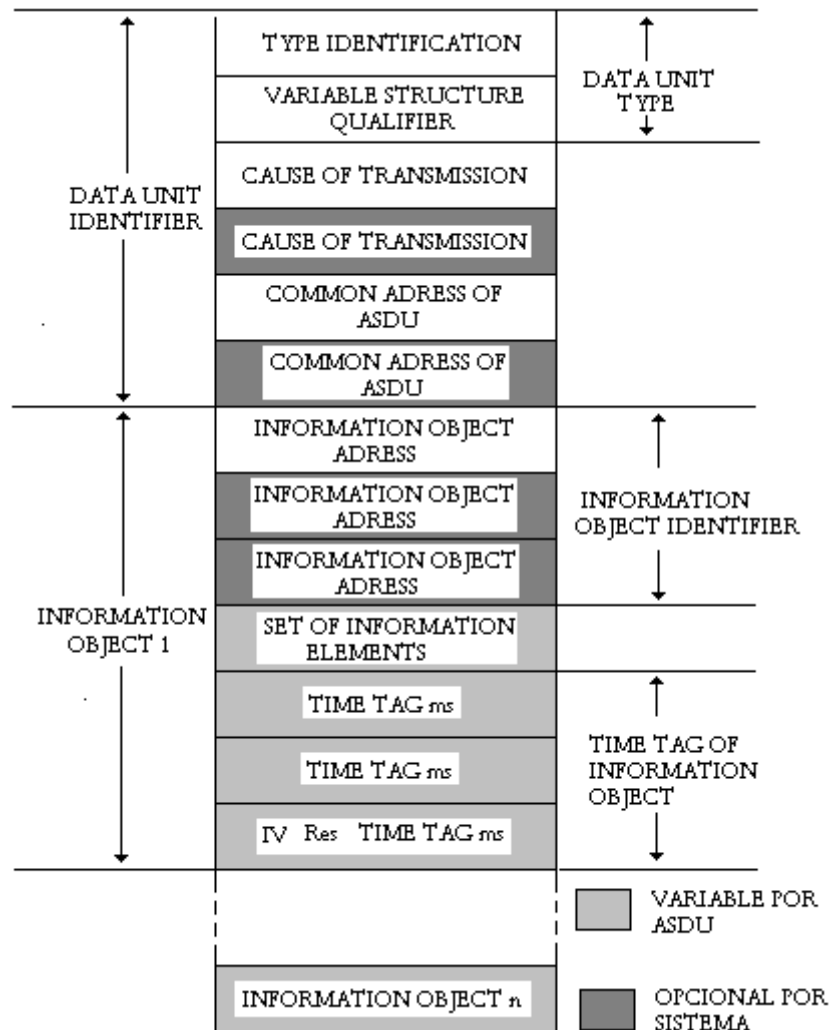 TYPE IDENTIFICATION
VARIABLE STRUCTURE
QUALIFIER
DATA UNIT
TYPE
CAUSE OF TRANSMISSION
DATA UNIT
IDENTIFIER
CAUSE OF TRANSMISSION
COMMON ADRESS OF
ASDU
COMMON ADRESS OF
ASDU
INFORMATION OBJECT
ADRESS
INFORMATION OBJECT
ADRESS
INFORMATION
OBJECT IDENTIFIER
INFORMATION OBJECT
ADRESS
INFORMATION
OBJECT 1
SET OF INFORMATION
ELEMENTS
TIME TAG ms
TIME TAG ms
TIME TAG OF
INFORMATION
OBJECT
IV Res TIME TAG ms
VARIABLE POR
ASDU
INFORMATION OBJECT n
OPCIONAL POR
SISTEMA